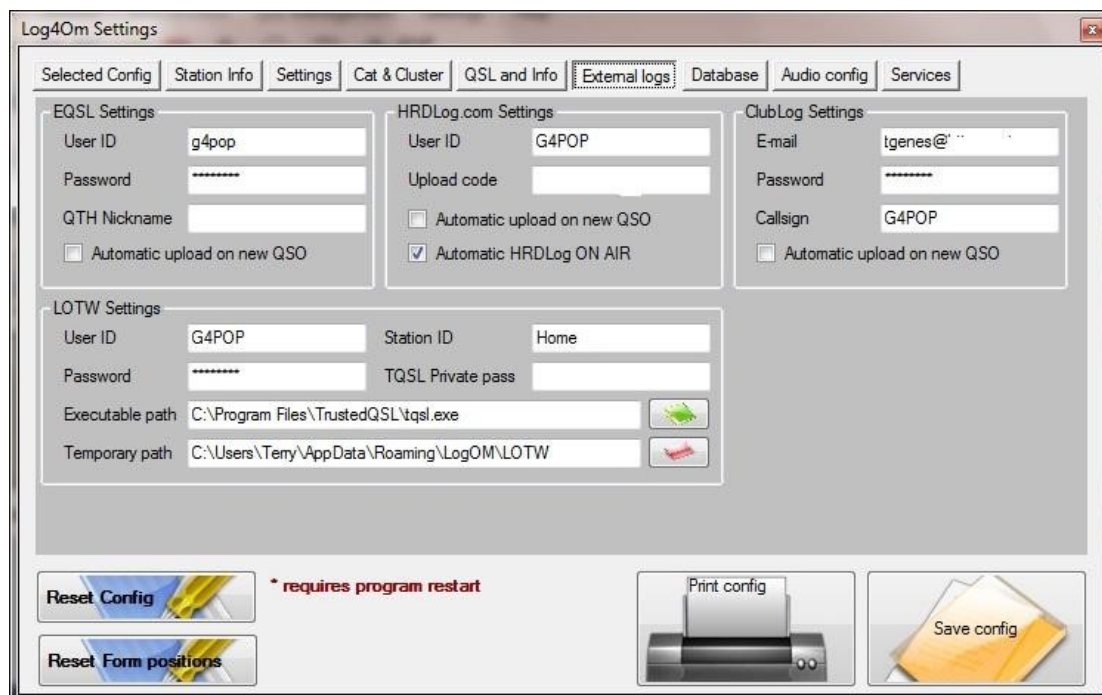 Log4Om Settings
Selected Config Station Info Settings Cat & Cluster QSL and Info External logs Database Audio config Services
EQSL Settings
User ID g4pop
Password ********
QTH Nickname
Automatic upload on new QSO
HRDLog.com Settings
User ID G4POP
Upload code
Automatic upload on new QSO
Automatic HRDLog ON AIR
ClubLog Settings
E-mail tgenes@
Password ********
Callsign G4POP
Automatic upload on new QSO
LOTW Settings
User ID G4POP Station ID Home
Password ******** TQSL Private pass
Executable path C:\Program Files\TrustedQSL\tqsl.exe
Temporary path C:\Users\Terry\AppData\Roaming\LogOM\LOTW
Reset Config
* requires program restart
Reset Form positions
Print config
Save config